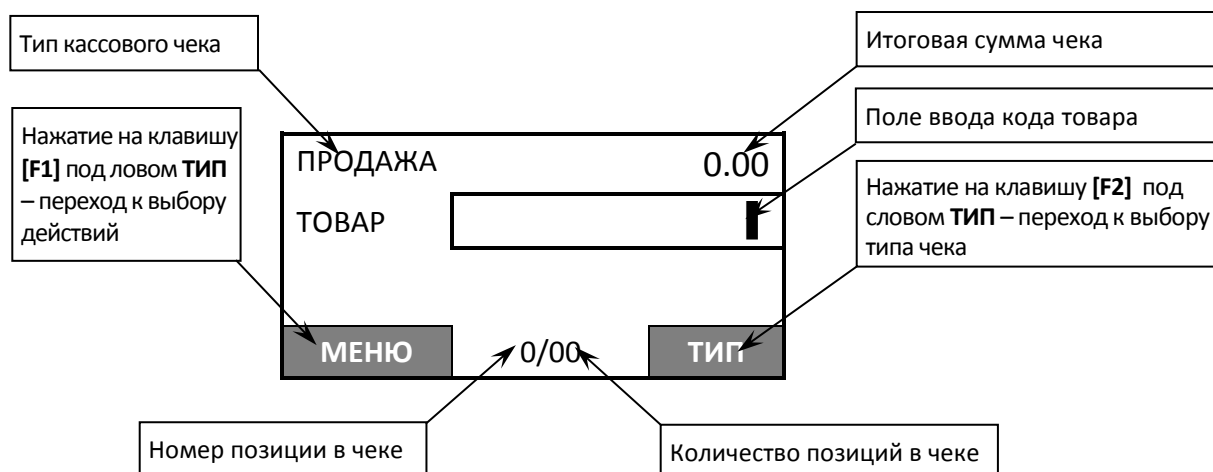 Тип кассового чека
Итоговая сумма чека
Нажатие на клавишу
[F1] под ловом ТИП
– переход к выбору
действий
Поле ввода кода товара
ПРОДАЖА 0.00
ТОВАР
Нажатие на клавишу [F2] под
словом ТИП – переход к выбору
типа чека
МЕНЮ 0/00 ТИП
Номер позиции в чеке
Количество позиций в чеке